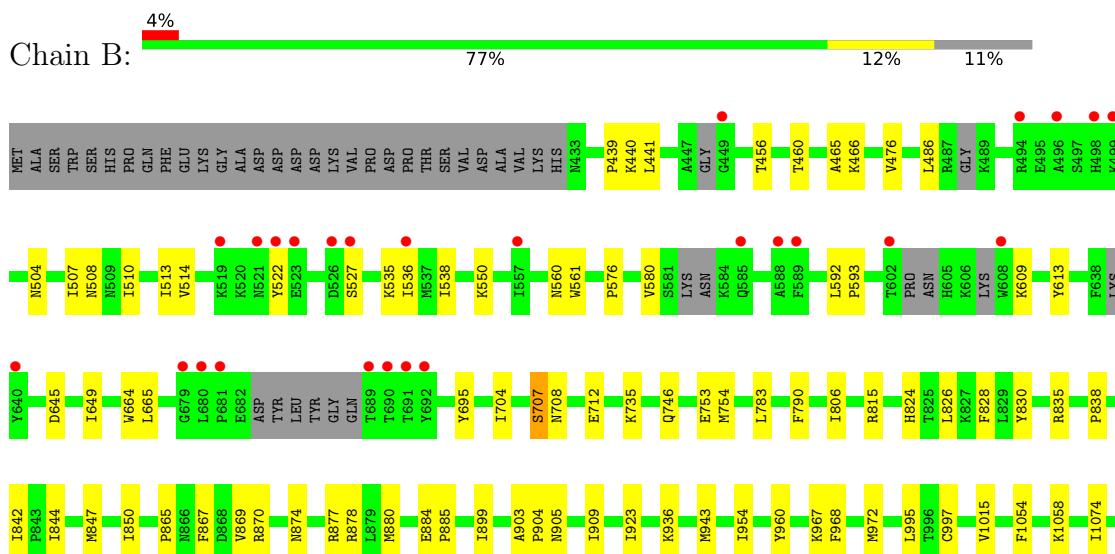 4%
Chain B:
77% 12% 11%
MET ALA SER TRP SER HIS PRO GLN PHE GLU LYS GLY ALA ASP ASP ASP ASP LYS VAL PRO ASP PRO THR SER VAL ASP ALA VAL LYS HIS N433 P439 K440 L441 A447 GLY G449 T456 T460 A465 K466 V476 L486 R487 GLY K489 R494 E495 A496 S497 H498 K499
N504 I507 N508 N509 I510 I513 V514 K519 K520 N521 Y522 E523 D526 S527 K535 I536 M537 I538 K550 I557 N560 W561 P576 V580 S581 LYS ASN K584 Q585 A588 F589 L592 P593 T602 PRO ASN H605 K606 LYS W608 K609 Y613 F638 LYS
Y640 D645 I649 W664 L665 G679 L680 P681 E682 ASP TYR LEU TYR GLY GLN T689 T690 T691 Y692 Y695 I704 S707 N708 E712 K735 Q746 E753 M754 L783 F790 I806 R815 H824 T825 L826 K827 F828 L829 Y830 R835 P838
I842 P843 I844 M847 I850 P865 N866 F867 D868 V869 R870 N874 R877 R878 L879 M880 E884 P885 I899 A903 P904 N905 I909 I923 K936 M943 I954 Y960 K967 F968 M972 L995 T996 C997 V1015 F1054 K1058 I1074